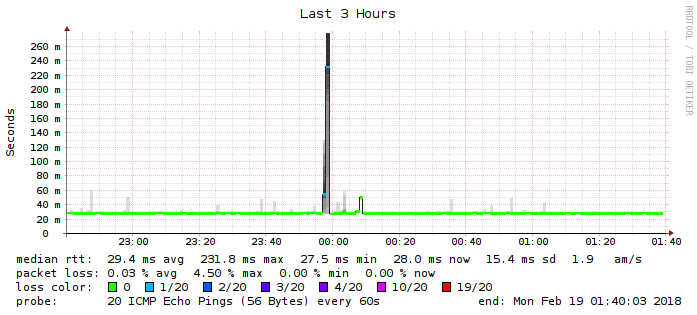 Last 3 Hours
RRDTOOL / TOBI OETIKER
Seconds
260 m
240 m
220 m
200 m
180 m
160 m
140 m
120 m
100 m
80 m
60 m
40 m
20 m
0
23:00 23:20 23:40 00:00 00:20 00:40 01:00 01:20 01:40
median rtt: 29.4 ms avg 231.8 ms max 27.5 ms min 28.0 ms now 15.4 ms sd 1.9 am/s
packet loss: 0.03 % avg 4.50 % max 0.00 % min 0.00 % now
loss color: 0 1/20 2/20 3/20 4/20 10/20 19/20
probe: 20 ICMP Echo Pings (56 Bytes) every 60s end: Mon Feb 19 01:40:03 2018